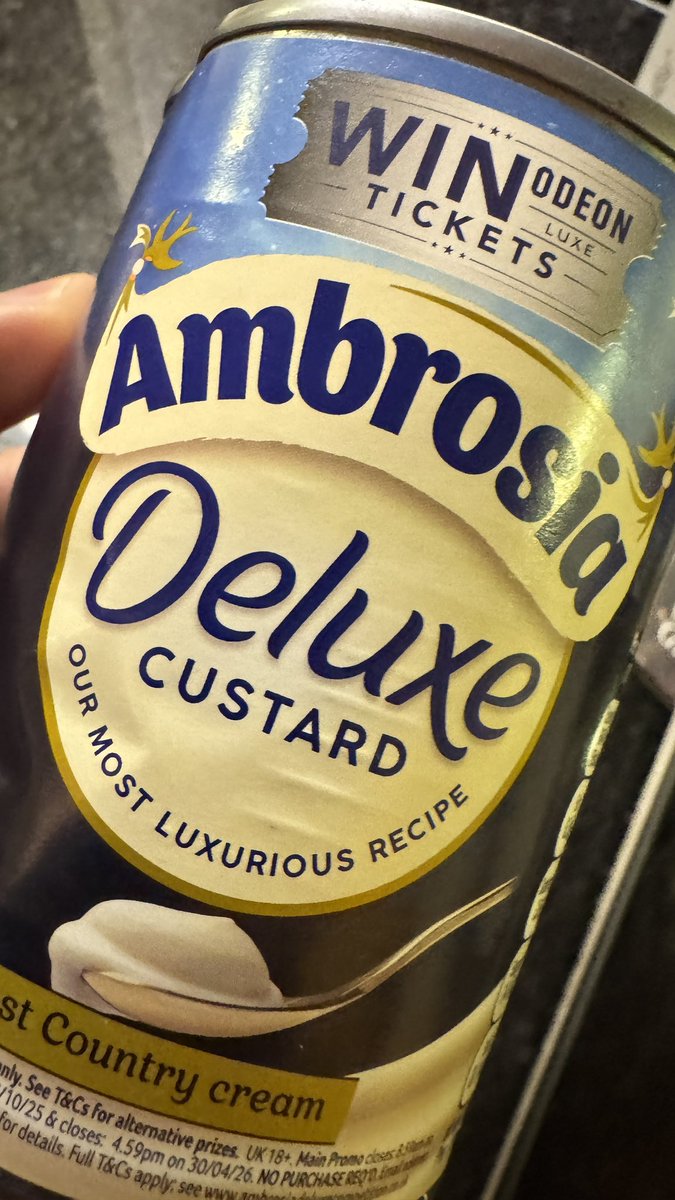 WIN ODEON
LUXE
TICKETS
Ambrosia
Deluxe
CUSTARD
OUR MOST LUXURIOUS RECIPE
st Country cream
only. See T&Cs for alternative prizes. UK 18+. Main Promo closes:
/10/25 & closes: 4.59pm on 30/04/26. NO PURCHASE REQ'D. Email
for details. Full T&Cs apply: see